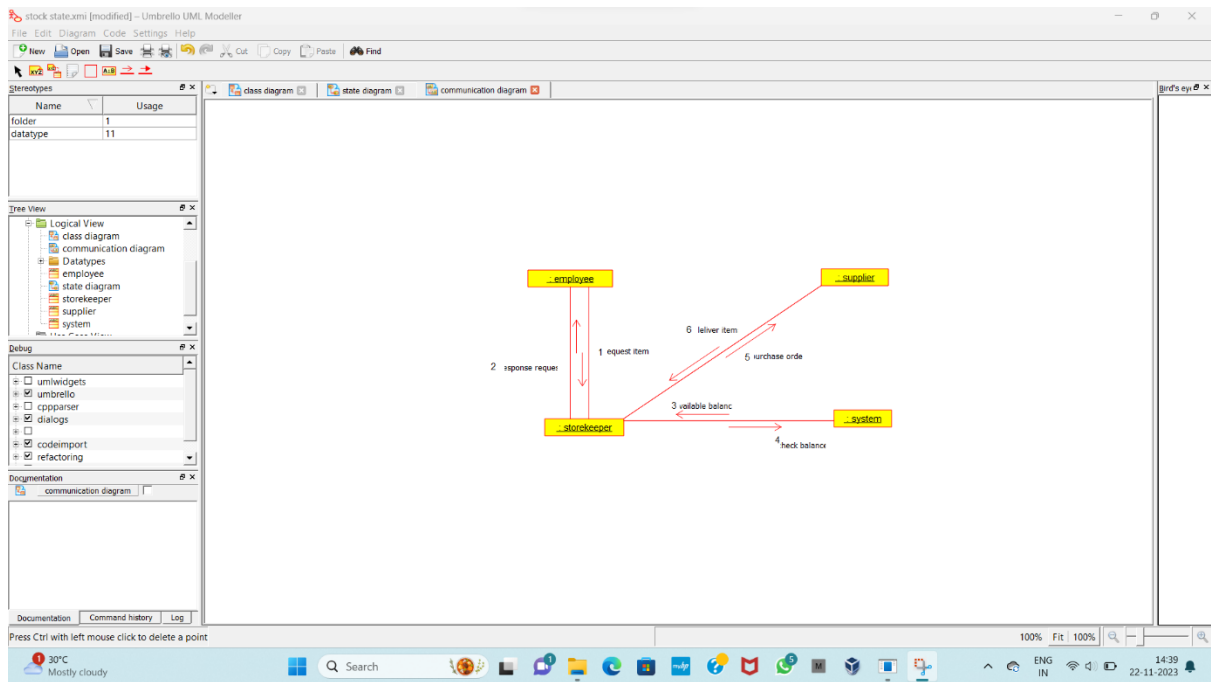 stock state.xmi [modified] – Umbrello UML Modeller
File Edit Diagram Code Settings Help
New Open Save Cut Copy Paste Find
xyz A:B
Stereotypes
Name Usage
folder 1
datatype 11
Tree View
Logical View
class diagram
communication diagram
Datatypes
employee
state diagram
storekeeper
supplier
system
Debug
Class Name
umlwidgets
umbrello
cppparser
dialogs
codeimport
refactoring
Documentation
communication diagram
Documentation Command history Log
class diagram state diagram communication diagram
Bird's eye
: employee
: supplier
6 leliver item
1 equest item
5 urchase orde
2 esponse reques
3 vailable balanc
: storekeeper
: system
4 heck balance
Press Ctrl with left mouse click to delete a point
100% Fit 100%
1 30°C
Mostly cloudy
Search
5
ENG
IN
14:39
22-11-2023